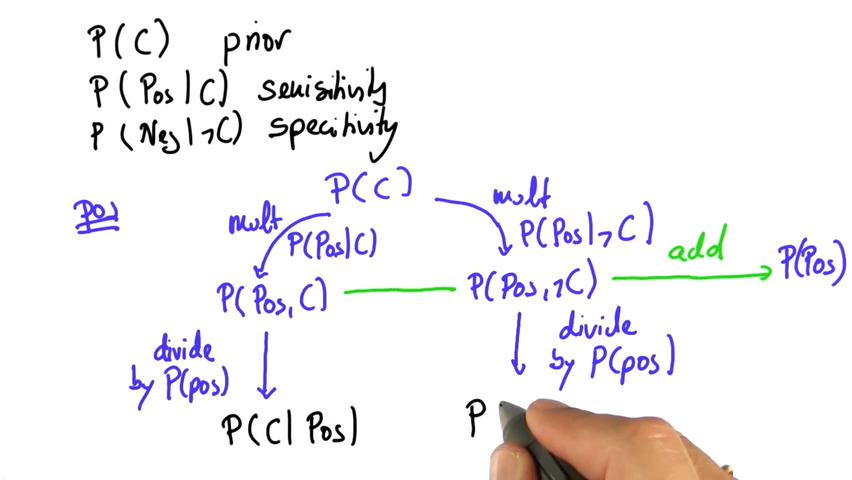 P(C) prior
P(Pos|C) sensitivity
P(Neg|¬C) specitivity
P(C)
Pos
mult
P(Pos|C)
mult
P(Pos|¬C)
add
P(Pos)
P(Pos, C)
P(Pos,¬C)
divide
by P(pos)
divide
by P(pos)
P(C|Pos)
P